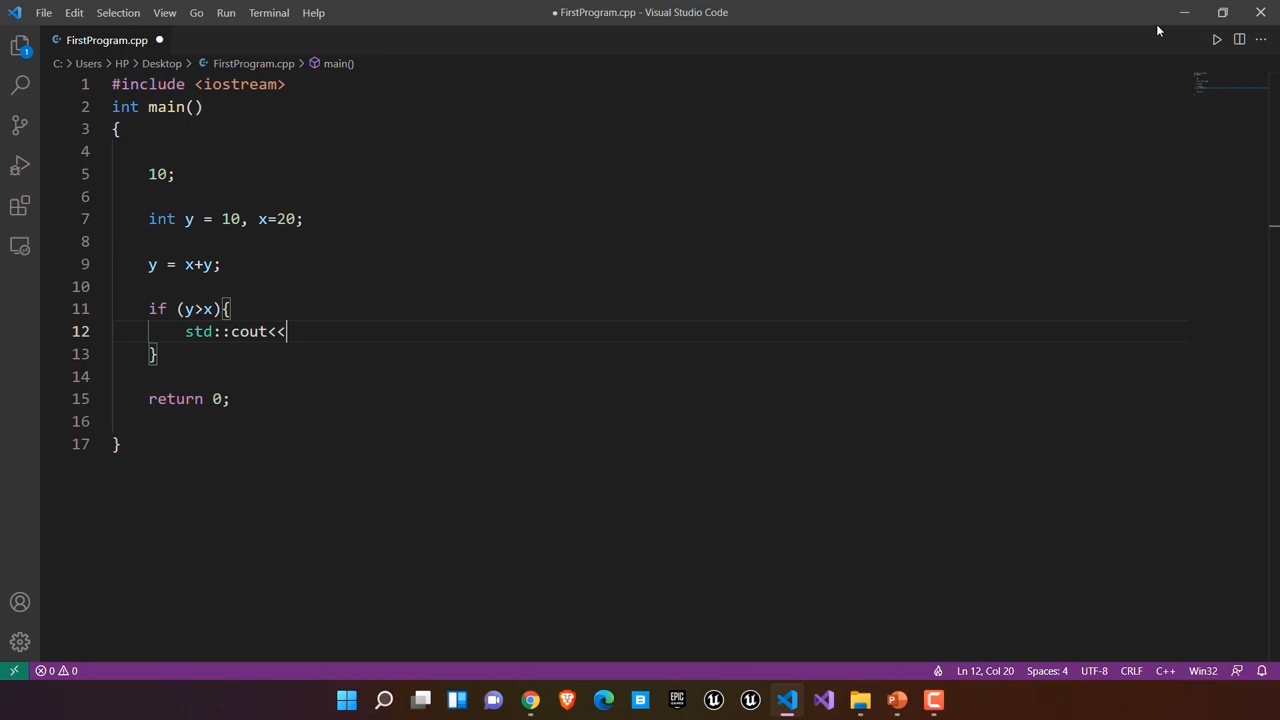 File Edit Selection View Go Run Terminal Help
● FirstProgram.cpp - Visual Studio Code
FirstProgram.cpp ●
C: > Users > HP > Desktop > FirstProgram.cpp > main()
1 #include <iostream>
2 int main()
3 {
4
5 10;
6
7 int y = 10, x=20;
8
9 y = x+y;
10
11 if (y>x){
12 std::cout<<
13 }
14
15 return 0;
16
17 }
1
0 0
Ln 12, Col 20 Spaces: 4 UTF-8 CRLF C++ Win32
B EPIC GAMES